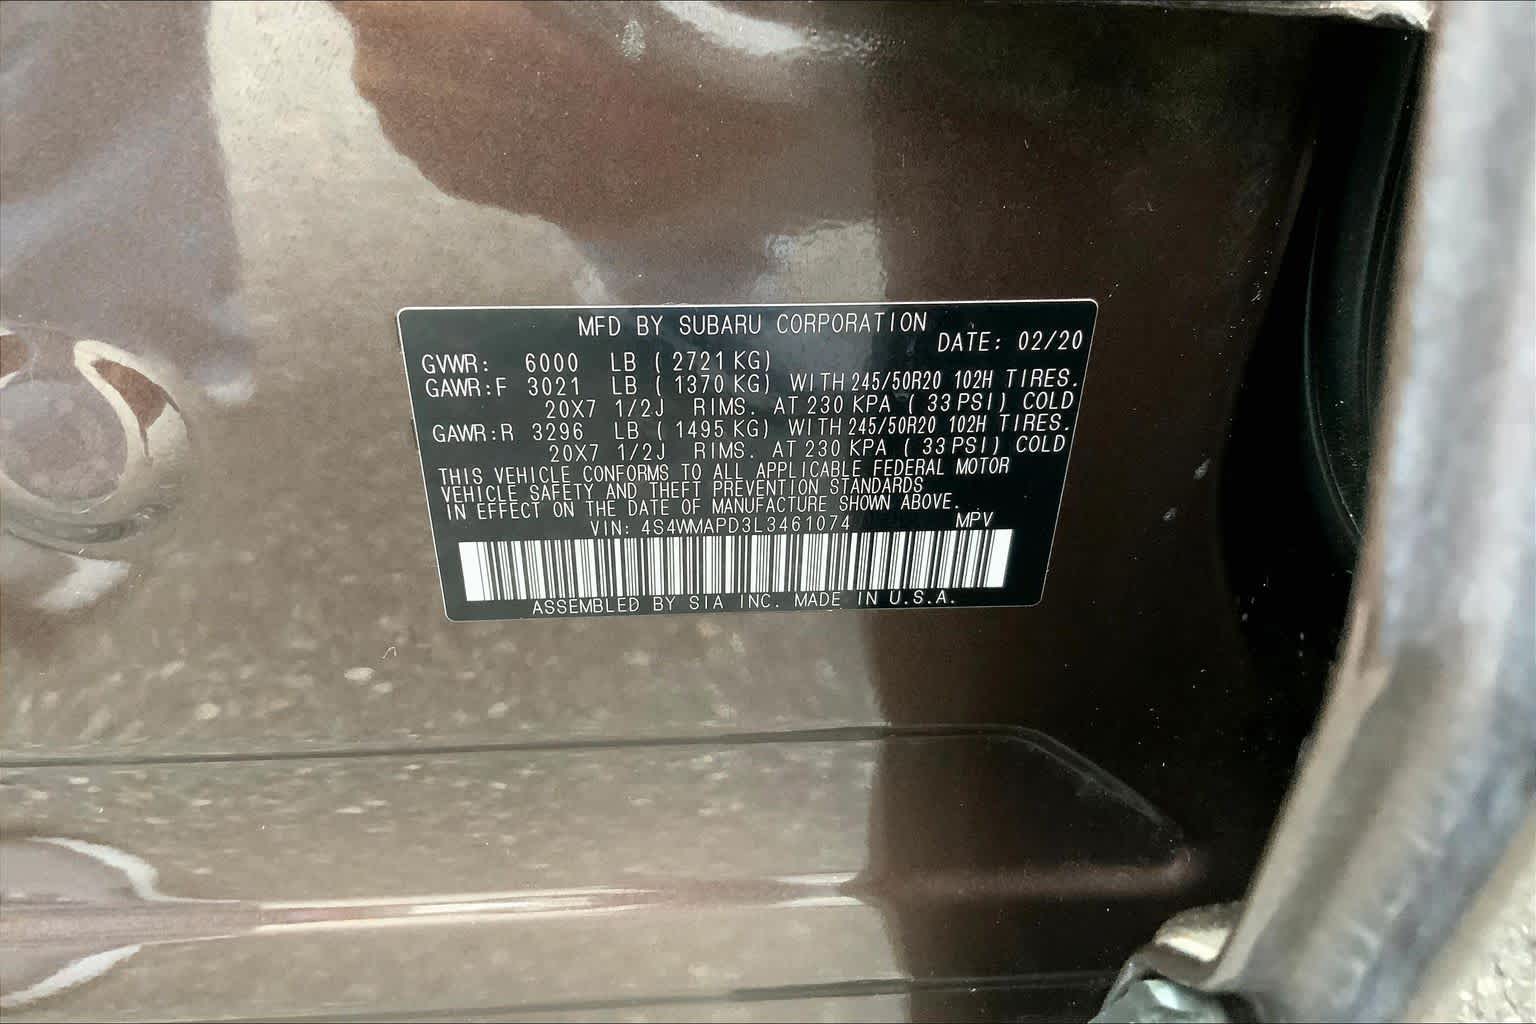 MFD BY SUBARU CORPORATION
DATE: 02/20
GVWR: 6000 LB ( 2721 KG)
GAWR:F 3021 LB ( 1370 KG) WITH 245/50R20 102H TIRES.
20X7 1/2J RIMS. AT 230 KPA ( 33 PSI) COLD
GAWR:R 3296 LB ( 1495 KG) WITH 245/50R20 102H TIRES.
20X7 1/2J RIMS. AT 230 KPA ( 33 PSI) COLD
THIS VEHICLE CONFORMS TO ALL APPLICABLE FEDERAL MOTOR
VEHICLE SAFETY AND THEFT PREVENTION STANDARDS
IN EFFECT ON THE DATE OF MANUFACTURE SHOWN ABOVE.
VIN: 4S4WMAPD3L3461074 MPV
ASSEMBLED BY SIA INC. MADE IN U.S.A.